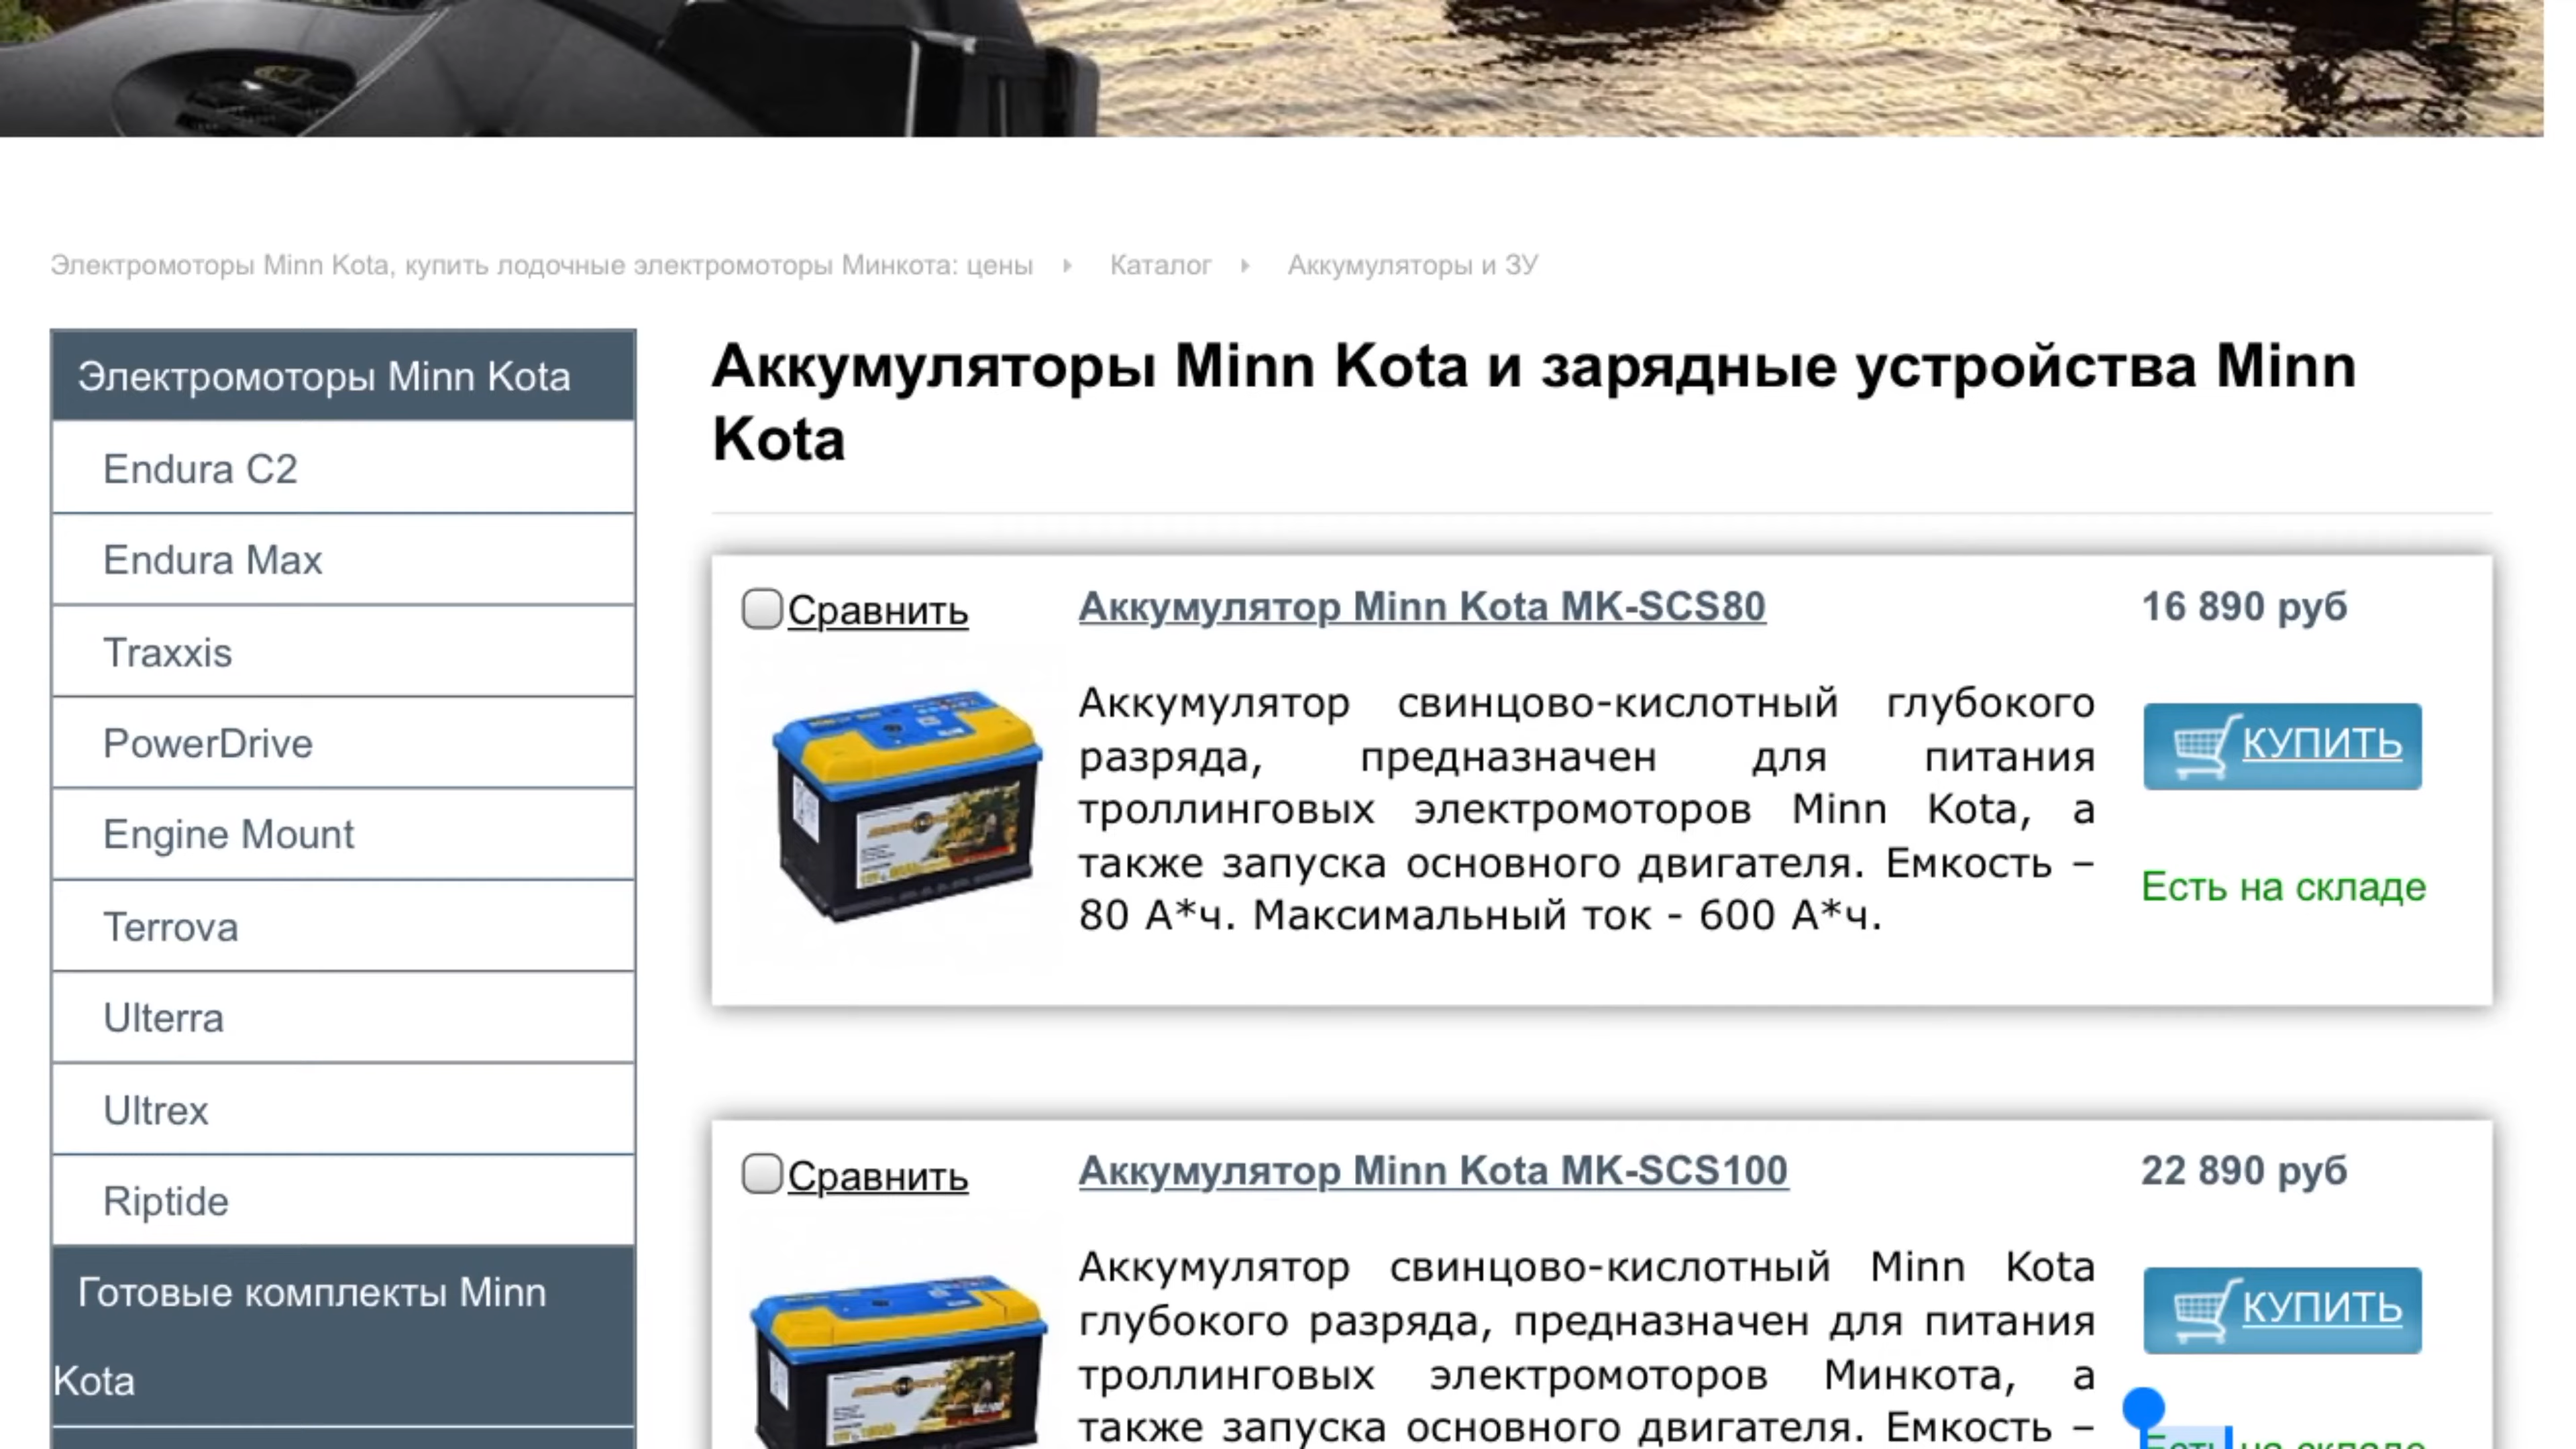 Электромоторы Minn Kota, купить лодочные электромоторы Минкота: цены Каталог Аккумуляторы и ЗУ
Электромоторы Minn Kota
Endura C2
Endura Max
Traxxis
PowerDrive
Engine Mount
Terrova
Ulterra
Ultrex
Riptide
Готовые комплекты Minn
Kota
Аккумуляторы Minn Kota и зарядные устройства Minn
Kota
Сравнить
Аккумулятор Minn Kota MK-SCS80
16 890 руб
Аккумулятор свинцово-кислотный глубокого
разряда, предназначен для питания
троллинговых электромоторов Minn Kota, а
также запуска основного двигателя. Емкость –
80 А*ч. Максимальный ток - 600 А*ч.
КУПИТЬ
Есть на складе
Сравнить
Аккумулятор Minn Kota MK-SCS100
22 890 руб
Аккумулятор свинцово-кислотный Minn Kota
глубокого разряда, предназначен для питания
троллинговых электромоторов Минкота, а
также запуска основного двигателя. Емкость –
КУПИТЬ
Есть на складе